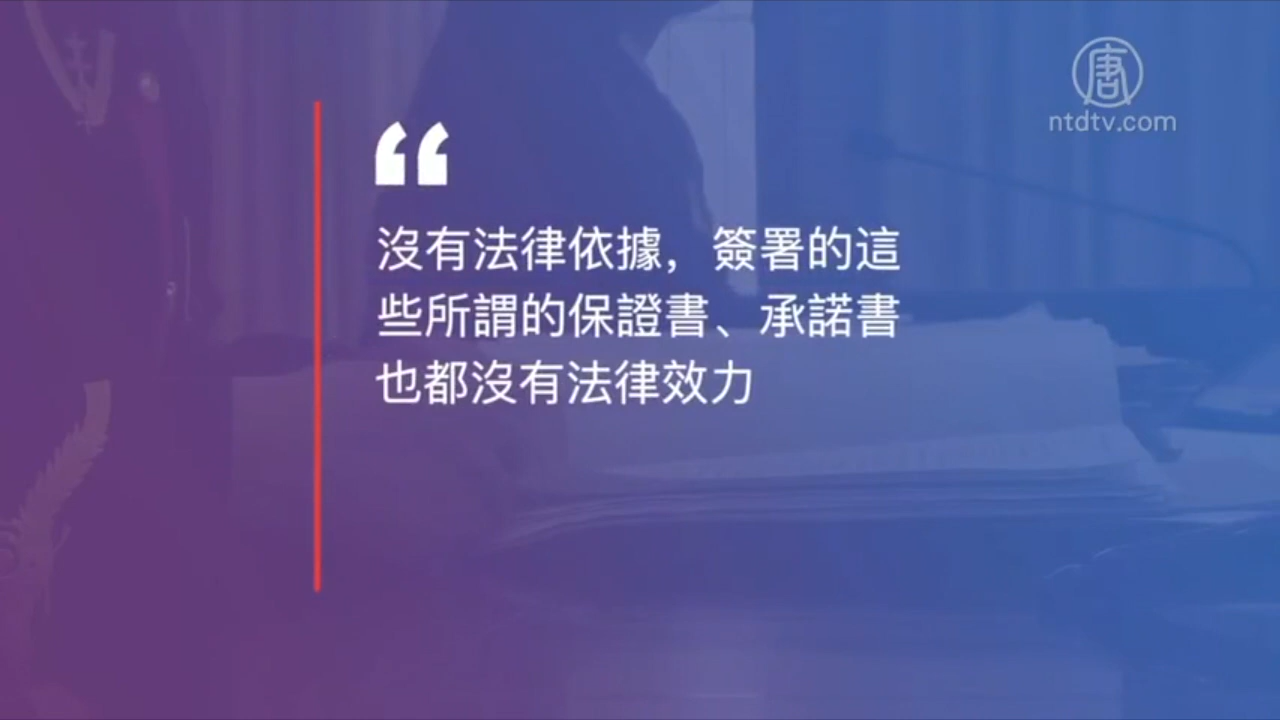 唐
ntdtv.com
沒有法律依據，簽署的這
些所謂的保證書、承諾書
也都沒有法律效力